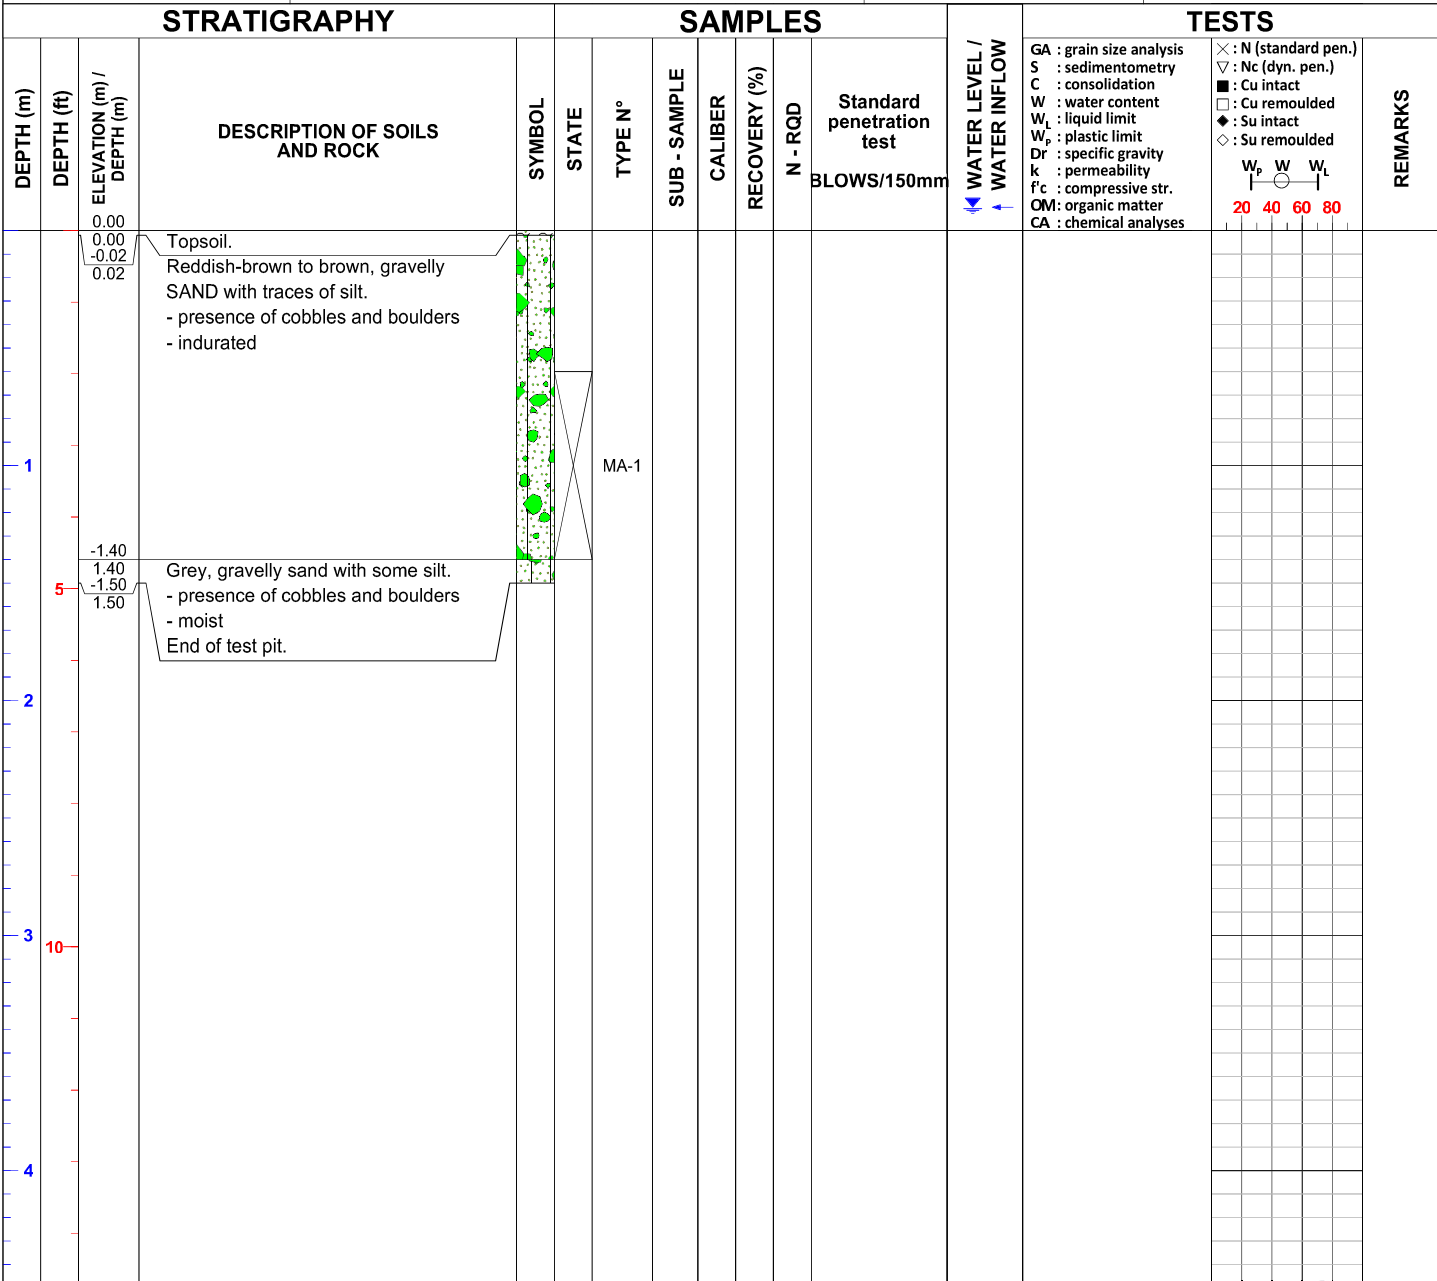 STRATIGRAPHY
SAMPLES
TESTS
DEPTH (m)
DEPTH (ft)
ELEVATION (m) /
DEPTH (m)
DESCRIPTION OF SOILS
AND ROCK
SYMBOL
STATE
TYPE N°
SUB - SAMPLE
CALIBER
RECOVERY (%)
N - RQD
Standard
penetration
test
BLOWS/150mm
WATER LEVEL /
WATER INFLOW
GA : grain size analysis
S : sedimentometry
C : consolidation
W : water content
WL : liquid limit
WP : plastic limit
Dr : specific gravity
k : permeability
f'c : compressive str.
OM: organic matter
CA : chemical analyses
× : N (standard pen.)
▽ : Nc (dyn. pen.)
■ : Cu intact
□ : Cu remoulded
◆ : Su intact
◇ : Su remoulded
WP W WL
20 40 60 80
REMARKS
0.00
0.00
-0.02
0.02
Topsoil.
Reddish-brown to brown, gravelly
SAND with traces of silt.
- presence of cobbles and boulders
- indurated
1
MA-1
-1.40
1.40
-1.50
1.50
5
Grey, gravelly sand with some silt.
- presence of cobbles and boulders
- moist
End of test pit.
2
3
10
4